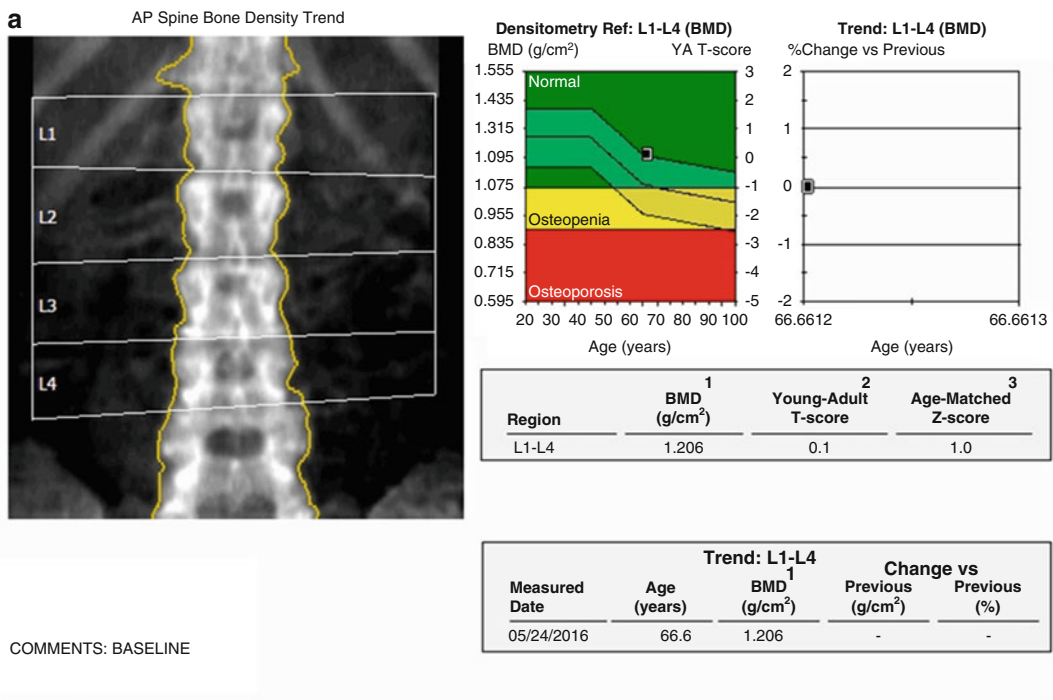 a
AP Spine Bone Density Trend
L1
L2
L3
L4
COMMENTS: BASELINE
Densitometry Ref: L1-L4 (BMD)
BMD (g/cm²) YA T-score
1.555 3
1.435 2
1.315 1
1.095 0
1.075 -1
0.955 -2
0.835 -3
0.715 -4
0.595 -5
Normal
Osteopenia
Osteoporosis
20 30 40 50 60 70 80 90 100
Age (years)
Trend: L1-L4 (BMD)
%Change vs Previous
2
1
0
-1
-2
66.6612 66.6613
Age (years)
1 2 3
BMD Young-Adult Age-Matched
Region (g/cm²) T-score Z-score
L1-L4 1.206 0.1 1.0
Trend: L1-L4 Change vs
1
Measured Age BMD Previous Previous
Date (years) (g/cm²) (g/cm²) (%)
05/24/2016 66.6 1.206 - -